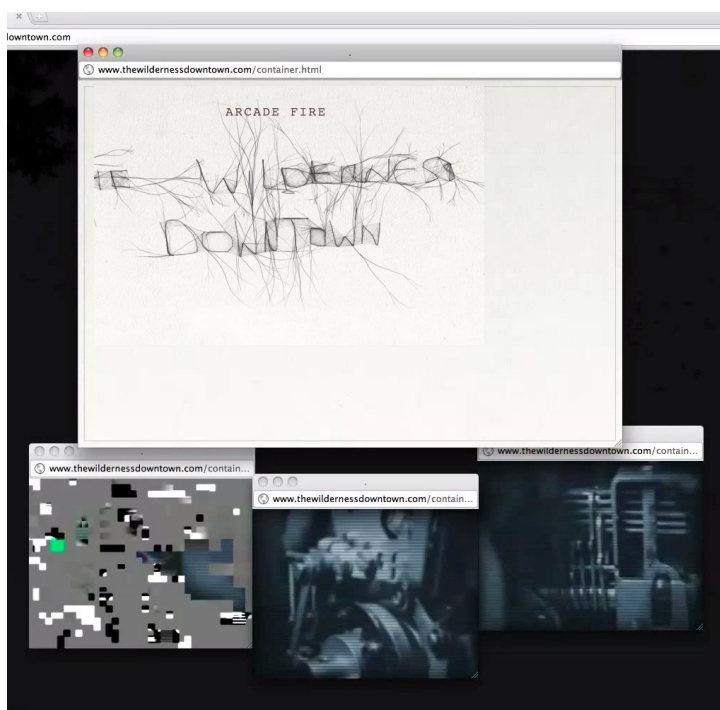 lowntown.com
www.thewildernessdowntown.com/container.html
ARCADE FIRE
HE WILDERNESS
DOWNTOWN
www.thewildernessdowntown.com/contain...
www.thewildernessdowntown.com/contain...
www.thewildernessdowntown.com/contain...